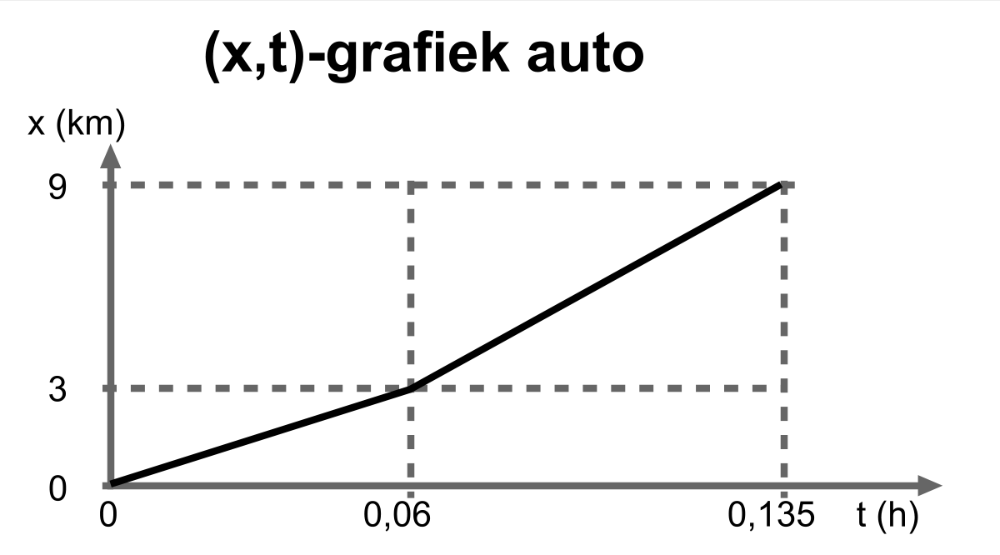 (x,t)-grafiek auto
x (km)
9
3
0
0 0,06 0,135 t (h)